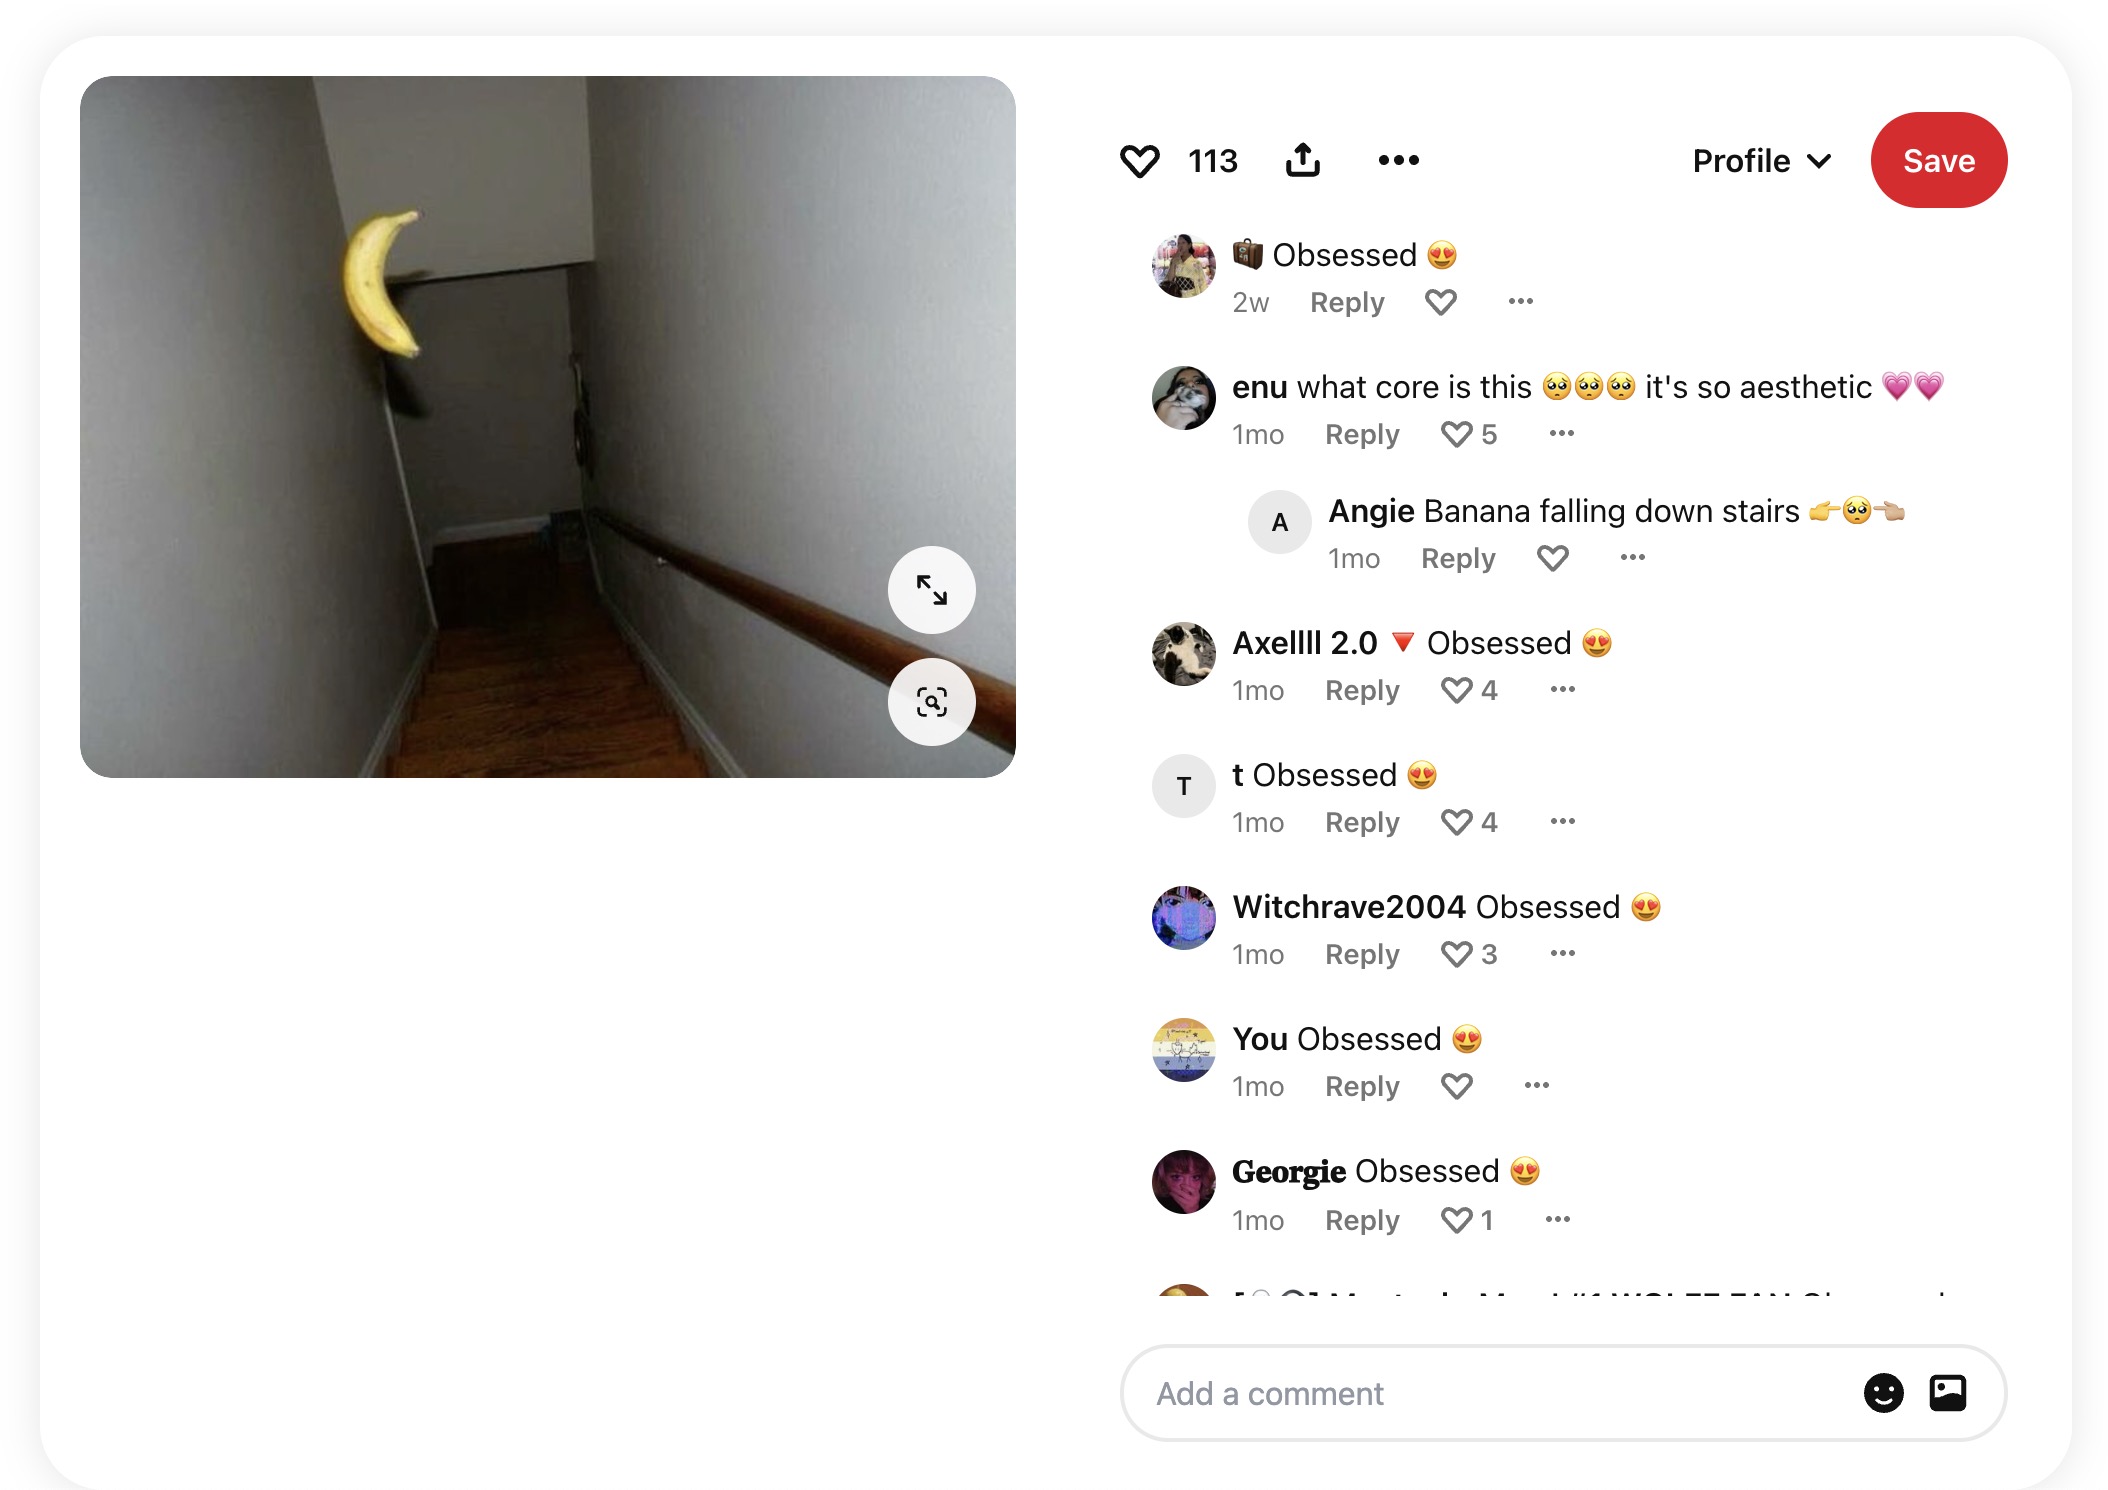 113
Profile
Save
🧳 Obsessed 😍
2w Reply
enu what core is this 🥺🥺🥺 it's so aesthetic 💗💗
1mo Reply 5
A
Angie Banana falling down stairs 👉🥺👈🏼
1mo Reply
Axellll 2.0 🔻 Obsessed 😍
1mo Reply 4
T
t Obsessed 😍
1mo Reply 4
Witchrave2004 Obsessed 😍
1mo Reply 3
You Obsessed 😍
1mo Reply
Georgie Obsessed 😍
1mo Reply 1
Add a comment